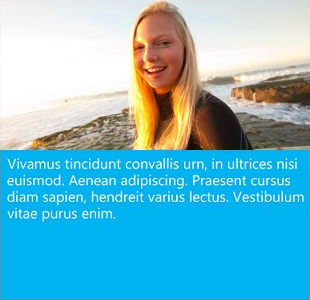 Vivamus tincidunt convallis urn, in ultrices nisi
euismod. Aenean adipiscing. Praesent cursus
diam sapien, hendreit varius lectus. Vestibulum
vitae purus enim.